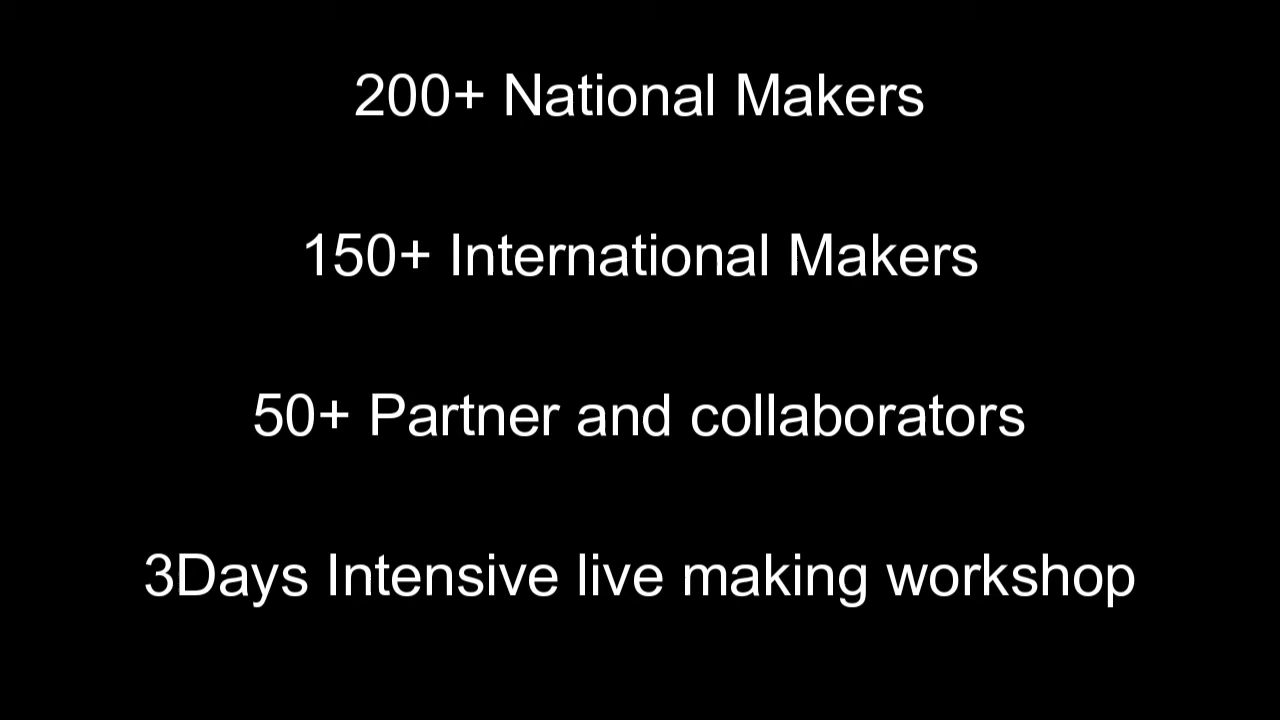 200+ National Makers
150+ International Makers
50+ Partner and collaborators
3Days Intensive live making workshop